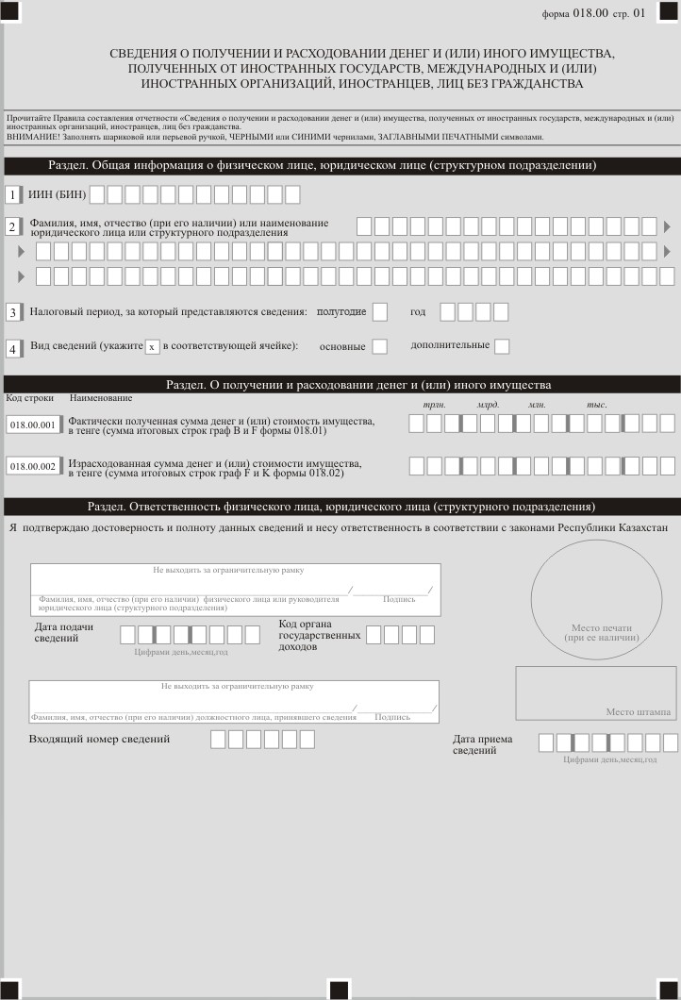 форма 018.00 стр. 01
СВЕДЕНИЯ О ПОЛУЧЕНИИ И РАСХОДОВАНИИ ДЕНЕГ И (ИЛИ) ИНОГО ИМУЩЕСТВА,
ПОЛУЧЕННЫХ ОТ ИНОСТРАННЫХ ГОСУДАРСТВ, МЕЖДУНАРОДНЫХ И (ИЛИ)
ИНОСТРАННЫХ ОРГАНИЗАЦИЙ, ИНОСТРАНЦЕВ, ЛИЦ БЕЗ ГРАЖДАНСТВА
Прочитайте Правила составления отчетности «Сведения о получении и расходовании денег и (или) имущества, полученных от иностранных государств, международных и (или)
иностранных организаций, иностранцев, лиц без гражданства.
ВНИМАНИЕ! Заполнять шариковой или перьевой ручкой, ЧЕРНЫМИ или СИНИМИ чернилами, ЗАГЛАВНЫМИ ПЕЧАТНЫМИ символами.
Раздел. Общая информация о физическом лице, юридическом лице (структурном подразделении)
1 ИИН (БИН)
2 Фамилия, имя, отчество (при его наличии) или наименование
юридического лица или структурного подразделения
3 Налоговый период, за который представляются сведения: полугодие год
4 Вид сведений (укажите x в соответствующей ячейке): основные дополнительные
Раздел. О получении и расходовании денег и (или) иного имущества
Код строки Наименование
трлн. млрд. млн. тыс.
018.00.001 Фактически полученная сумма денег и (или) стоимость имущества,
в тенге (сумма итоговых строк граф B и F формы 018.01)
018.00.002 Израсходованная сумма денег и (или) стоимости имущества,
в тенге (сумма итоговых строк граф F и K формы 018.02)
Раздел. Ответственность физического лица, юридического лица (структурного подразделения)
Я подтверждаю достоверность и полноту данных сведений и несу ответственность в соответствии с законами Республики Казахстан
Не выходить за ограничительную рамку
/ /
Фамилия, имя, отчество (при его наличии) физического лица или руководителя Подпись
юридического лица (структурного подразделения)
Место печати
(при ее наличии)
Дата подачи
сведений
Цифрами день,месяц,год
Код органа
государственных
доходов
Не выходить за ограничительную рамку
/ /
Фамилия, имя, отчество (при его наличии) должностного лица, принявшего сведения Подпись
Место штампа
Входящий номер сведений
Дата приема
сведений
Цифрами день,месяц,год